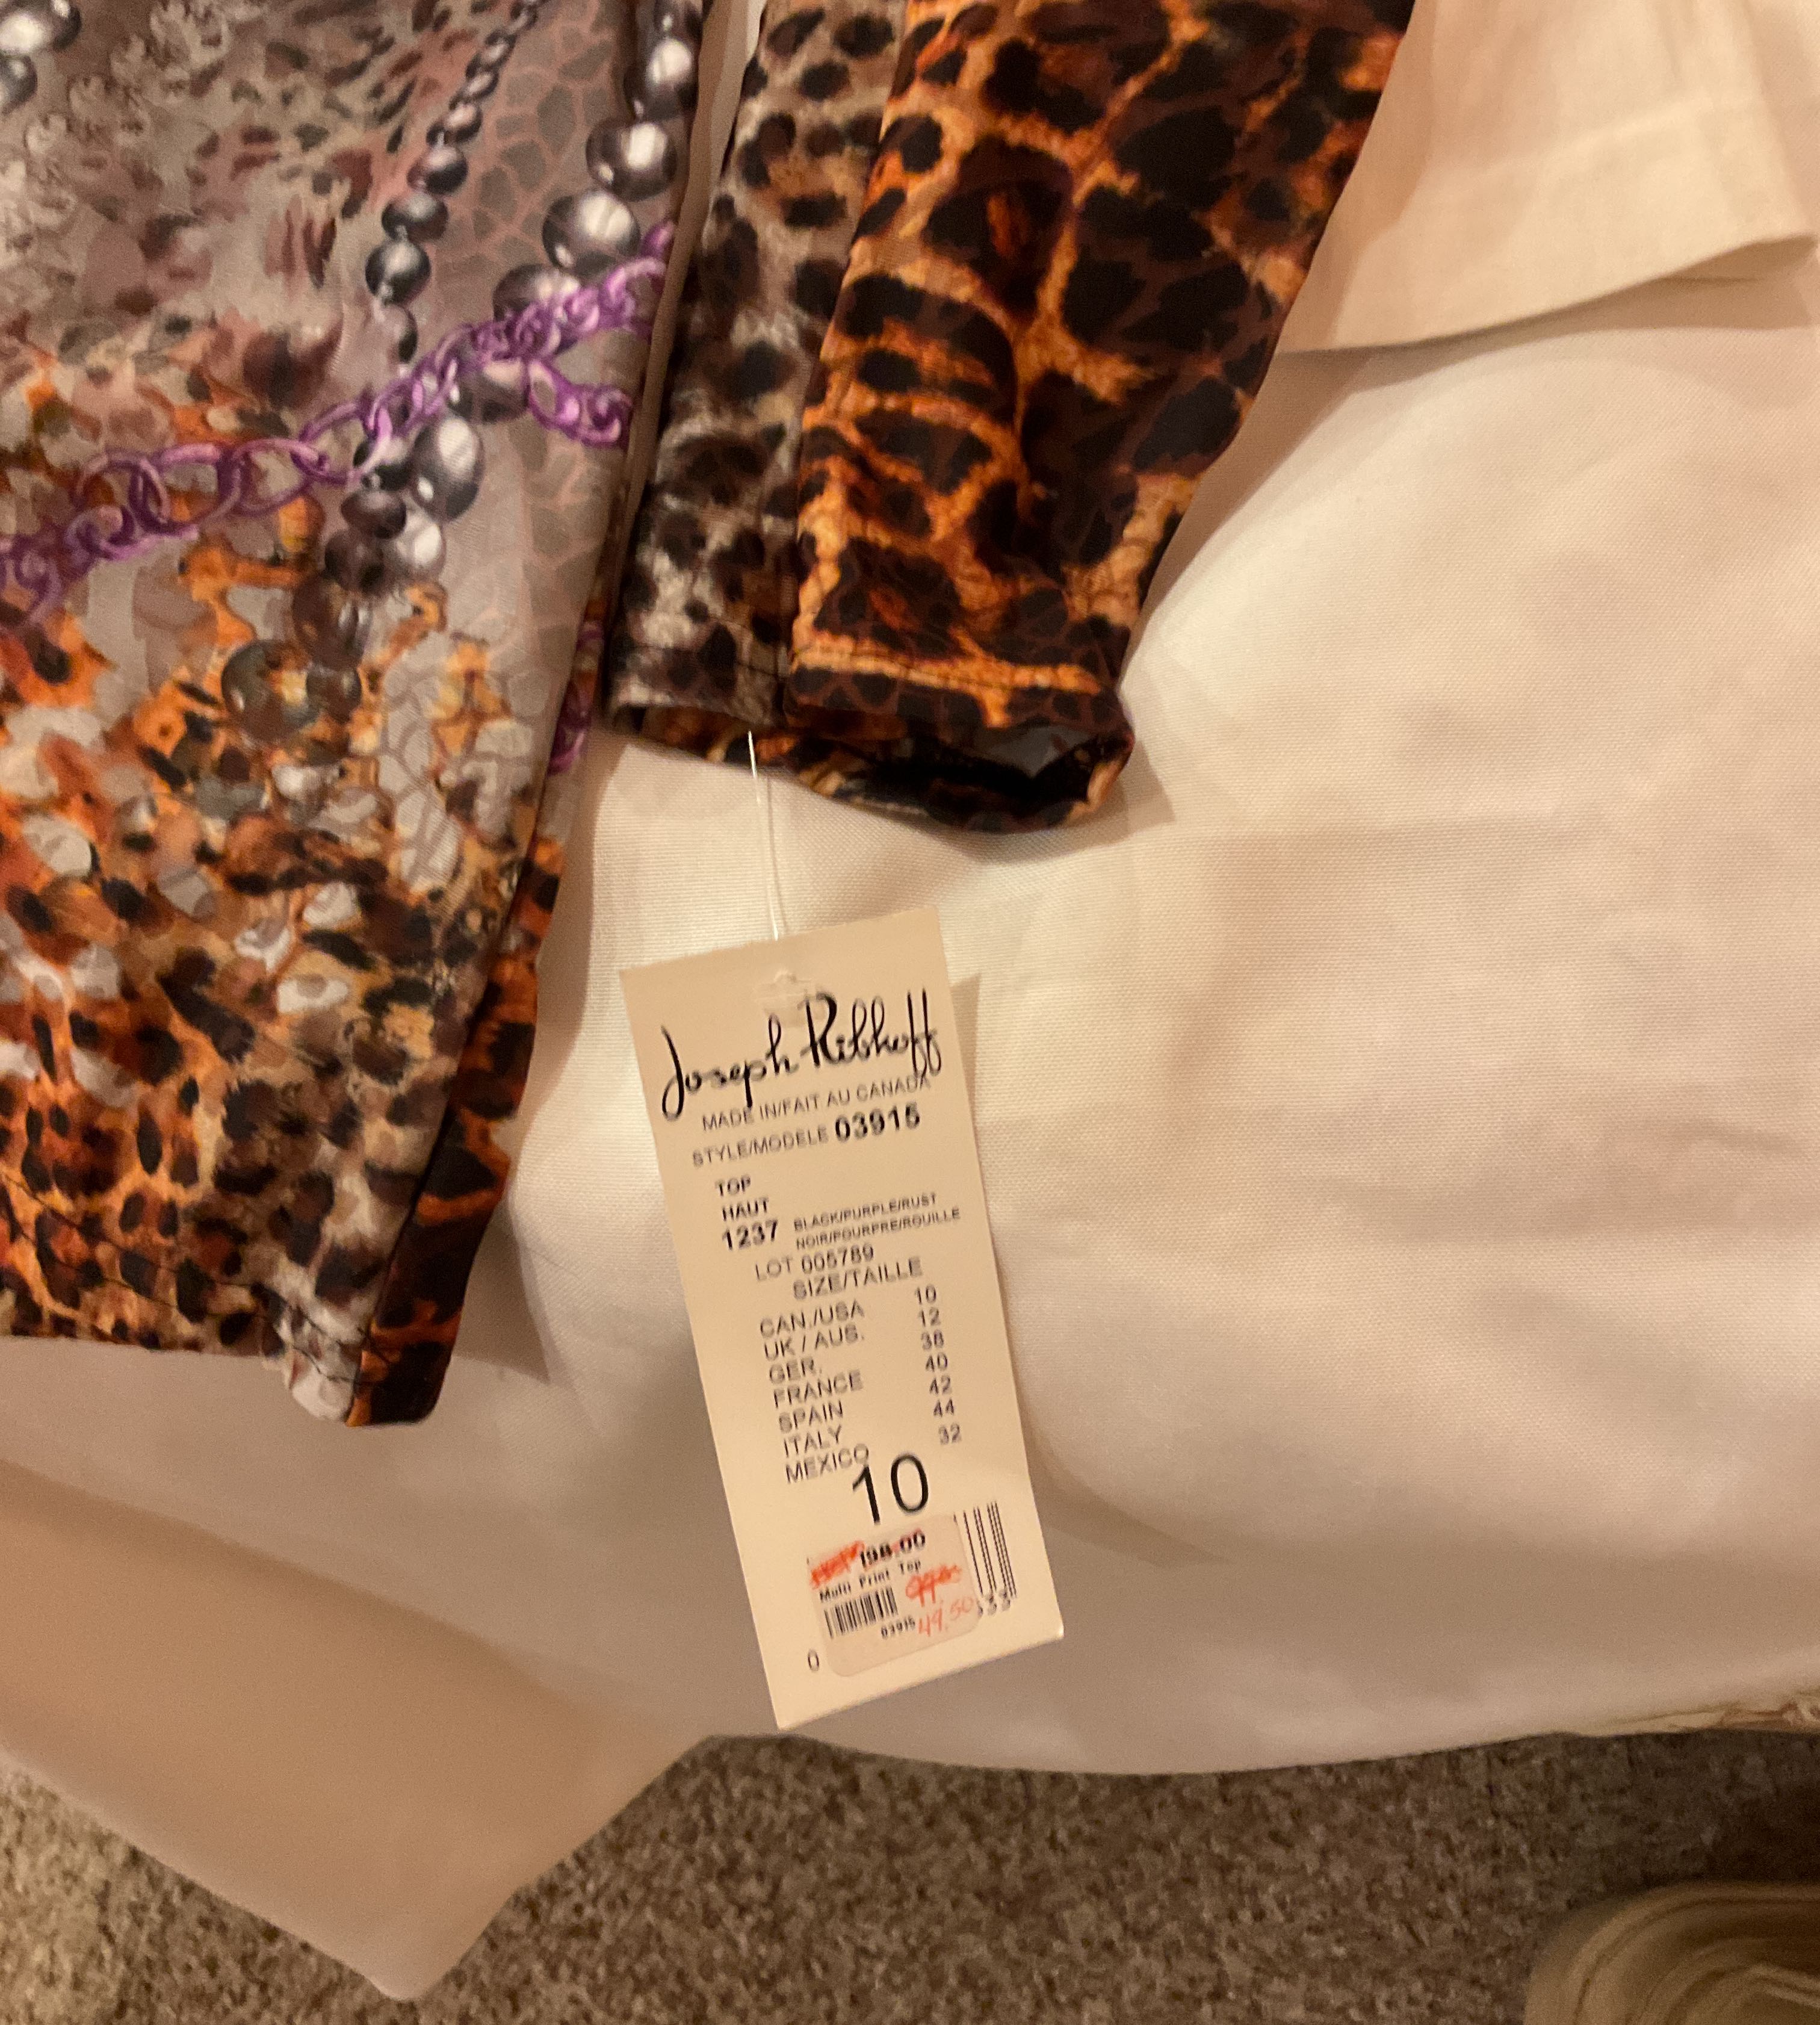 Joseph Ribkoff
MADE IN/FAIT AU CANADA
STYLE/MODELE 03915
TOP
HAUT
1237 BLACK/PURPLE/RUST
NOIR/POURPRE/ROUILLE
LOT 005789
SIZE/TAILLE
CAN./USA 10
UK / AUS. 12
GER. 38
FRANCE 40
SPAIN 42
ITALY 44
MEXICO 32
10
198.00
Multi Print Top
03915 49.50
0 33